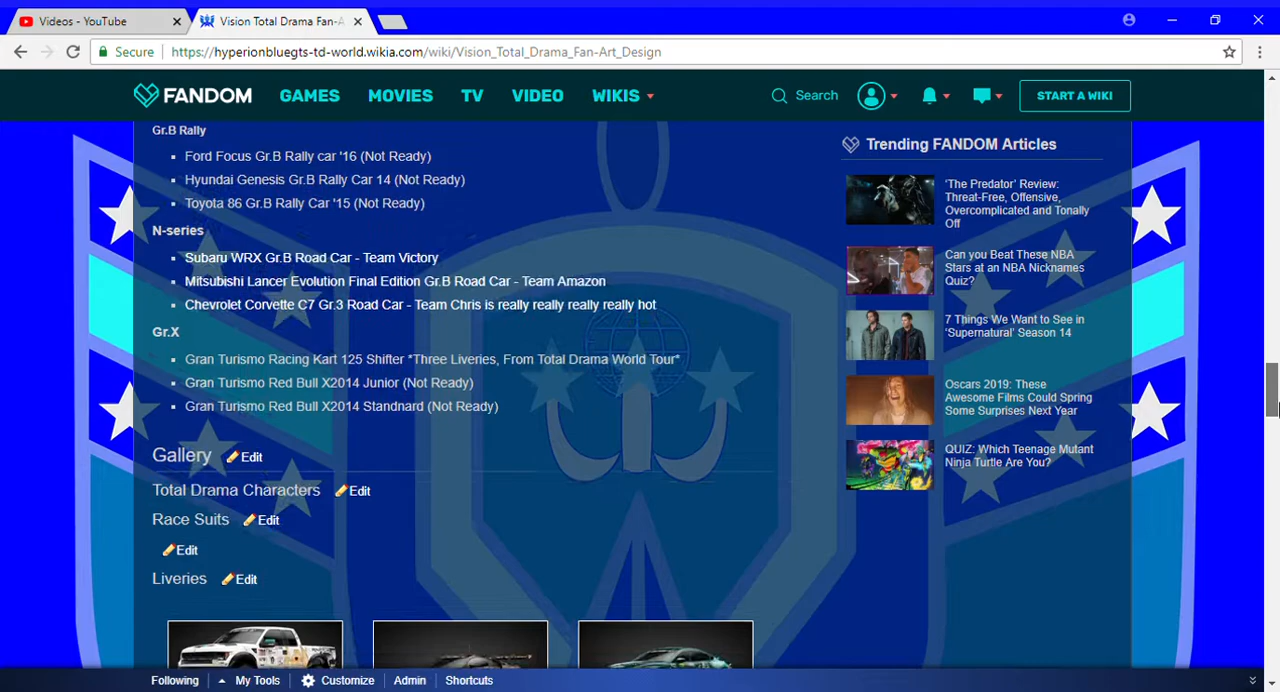 Videos - YouTube
Vision Total Drama Fan-A
Secure https://hyperionbluegts-td-world.wikia.com/wiki/Vision_Total_Drama_Fan-Art_Design
FANDOM GAMES MOVIES TV VIDEO WIKIS Search START A WIKI
Gr.B Rally
Ford Focus Gr.B Rally car '16 (Not Ready)
Hyundai Genesis Gr.B Rally Car 14 (Not Ready)
Toyota 86 Gr.B Rally Car '15 (Not Ready)
N-series
Subaru WRX Gr.B Road Car - Team Victory
Mitsubishi Lancer Evolution Final Edition Gr.B Road Car - Team Amazon
Chevrolet Corvette C7 Gr.3 Road Car - Team Chris is really really really really hot
Gr.X
Gran Turismo Racing Kart 125 Shifter *Three Liveries, From Total Drama World Tour*
Gran Turismo Red Bull X2014 Junior (Not Ready)
Gran Turismo Red Bull X2014 Standnard (Not Ready)
Gallery Edit
Total Drama Characters Edit
Race Suits Edit
Edit
Liveries Edit
Trending FANDOM Articles
'The Predator' Review:
Threat-Free, Offensive,
Overcomplicated and Tonally
Off
Can you Beat These NBA
Stars at an NBA Nicknames
Quiz?
7 Things We Want to See in
'Supernatural' Season 14
Oscars 2019: These
Awesome Films Could Spring
Some Surprises Next Year
QUIZ: Which Teenage Mutant
Ninja Turtle Are You?
Following My Tools Customize Admin Shortcuts